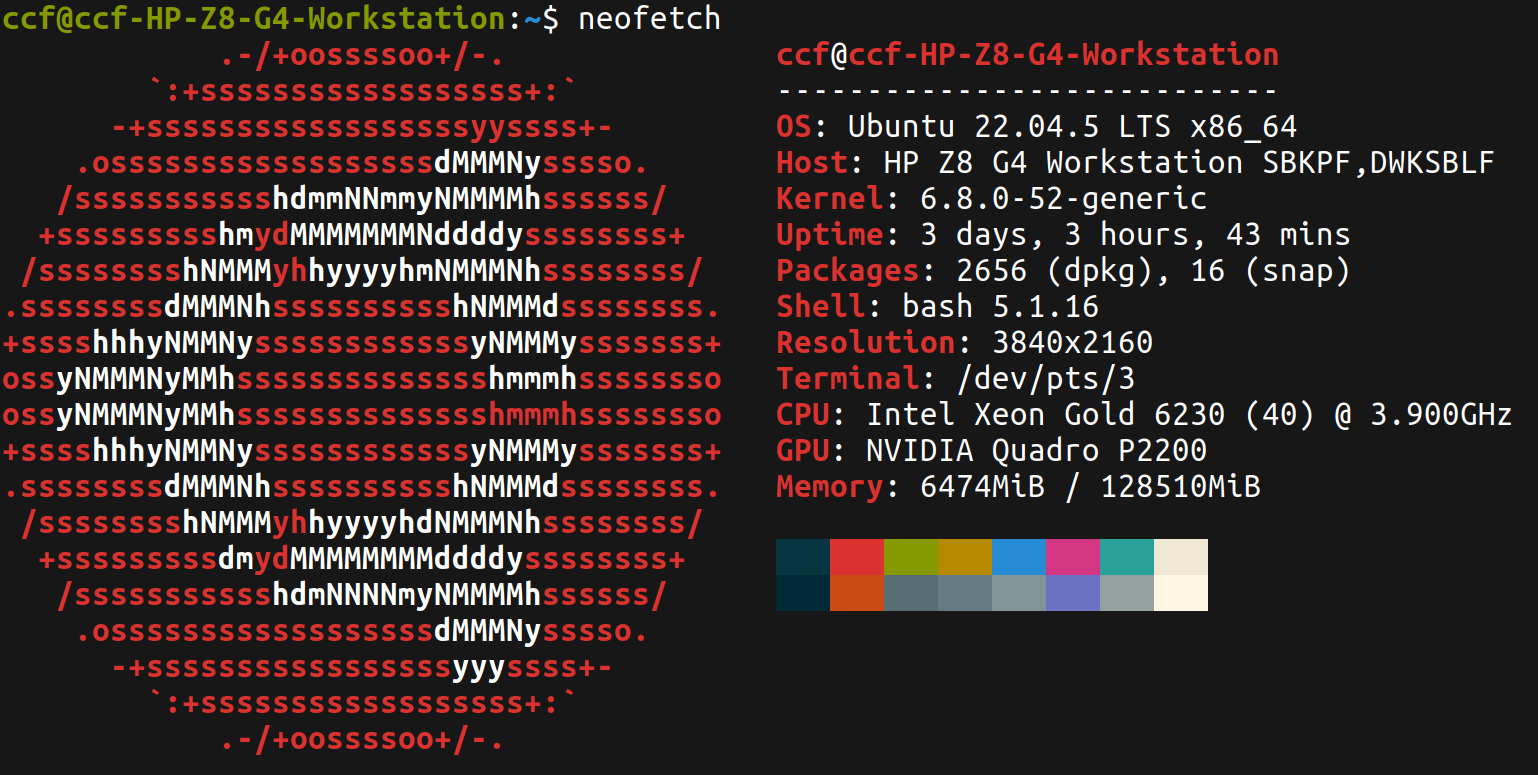 ccf@ccf-HP-Z8-G4-Workstation:~$ neofetch
            .-/+oossssoo+/-.               ccf@ccf-HP-Z8-G4-Workstation
        `:+ssssssssssssssssss+:`           ----------------------------
      -+ssssssssssssssssssyyssss+-         OS: Ubuntu 22.04.5 LTS x86_64
    .ossssssssssssssssssdMMMNysssso.       Host: HP Z8 G4 Workstation SBKPF,DWKSBLF
   /ssssssssssshdmmNNmmyNMMMMhssssss/      Kernel: 6.8.0-52-generic
  +ssssssssshmydMMMMMMMNddddyssssssss+     Uptime: 3 days, 3 hours, 43 mins
 /sssssssshNMMMyhhyyyyhmNMMMNhssssssss/    Packages: 2656 (dpkg), 16 (snap)
.ssssssssdMMMNhsssssssssshNMMMdssssssss.   Shell: bash 5.1.16
+sssshhhyNMMNyssssssssssssyNMMMysssssss+   Resolution: 3840x2160
ossyNMMMNyMMhsssssssssssssshmmmhssssssso   Terminal: /dev/pts/3
ossyNMMMNyMMhsssssssssssssshmmmhssssssso   CPU: Intel Xeon Gold 6230 (40) @ 3.900GHz
+sssshhhyNMMNyssssssssssssyNMMMysssssss+   GPU: NVIDIA Quadro P2200
.ssssssssdMMMNhsssssssssshNMMMdssssssss.   Memory: 6474MiB / 128510MiB
 /sssssssshNMMMyhhyyyyhdNMMMNhssssssss/
  +sssssssssdmydMMMMMMMMddddyssssssss+
   /ssssssssssshdmNNNNmyNMMMMhssssss/
    .ossssssssssssssssssdMMMNysssso.
      -+sssssssssssssssssyyyssss+-
        `:+ssssssssssssssssss+:`
            .-/+oossssoo+/-.